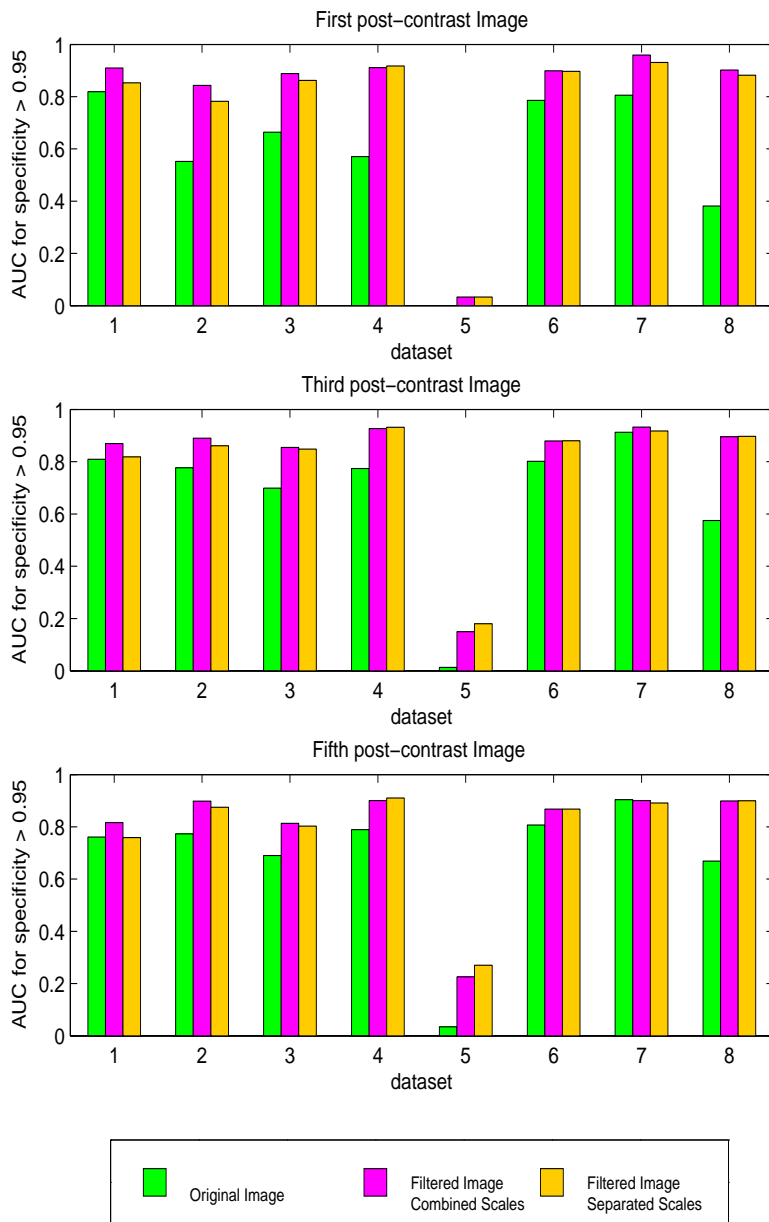 First post−contrast Image
1
0.8
0.6
0.4
0.2
0
AUC for specificity > 0.95
1 2 3 4 5 6 7 8
dataset
Third post−contrast Image
1
0.8
0.6
0.4
0.2
0
AUC for specificity > 0.95
1 2 3 4 5 6 7 8
dataset
Fifth post−contrast Image
1
0.8
0.6
0.4
0.2
0
AUC for specificity > 0.95
1 2 3 4 5 6 7 8
dataset
Original Image
Filtered Image
Combined Scales
Filtered Image
Separated Scales